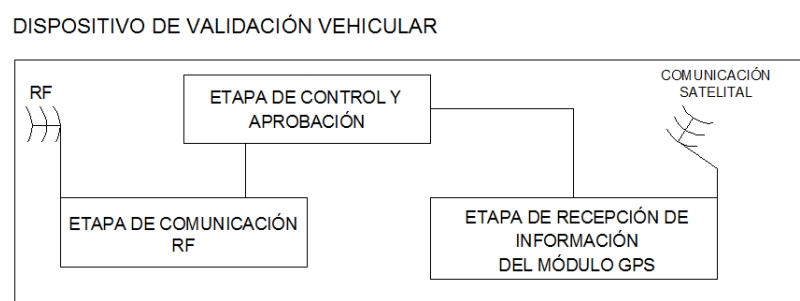 DISPOSITIVO DE VALIDACIÓN VEHICULAR
RF
ETAPA DE CONTROL Y
APROBACIÓN
COMUNICACIÓN
SATELITAL
ETAPA DE COMUNICACIÓN
RF
ETAPA DE RECEPCIÓN DE
INFORMACIÓN
DEL MÓDULO GPS